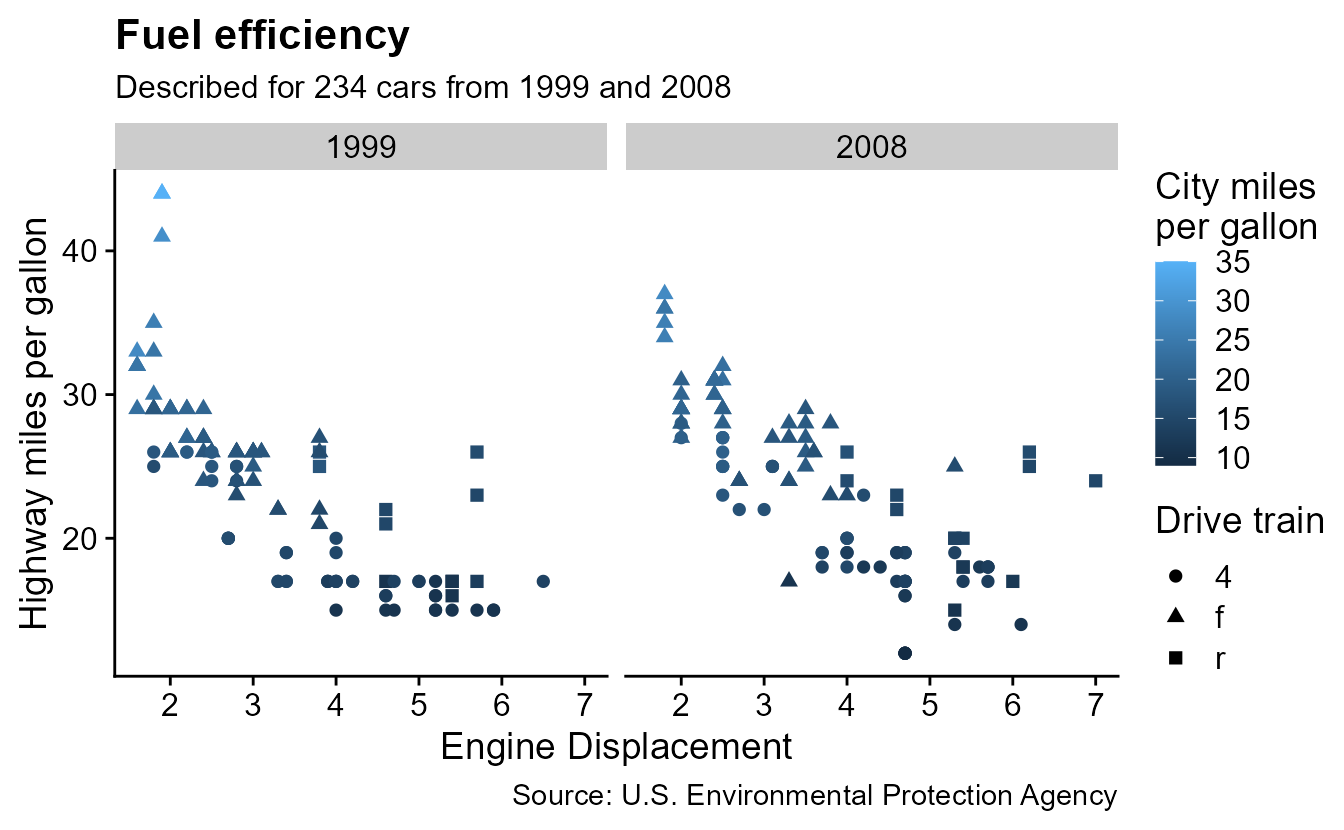 Fuel efficiency
Described for 234 cars from 1999 and 2008
1999
2008
Highway miles per gallon
40
30
20
2 3 4 5 6 7
2 3 4 5 6 7
Engine Displacement
City miles
per gallon
35
30
25
20
15
10
Drive train
4
f
r
Source: U.S. Environmental Protection Agency